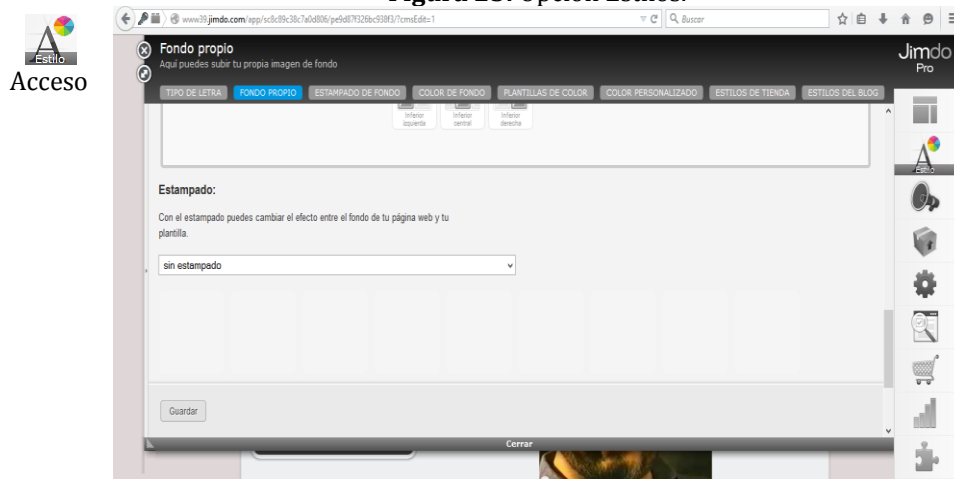 Figura 28. Opción Estilos.
Estilo
Acceso
www39.jimdo.com/app/sc8c89c38c7a0d806/pe9d87f326bc938f3/?cmsEdit=1
Buscar
Fondo propio
Aquí puedes subir tu propia imagen de fondo
Jimdo
Pro
TIPO DE LETRA FONDO PROPIO ESTAMPADO DE FONDO COLOR DE FONDO PLANTILLAS DE COLOR COLOR PERSONALIZADO ESTILOS DE TIENDA ESTILOS DEL BLOG
Inferior izquierda
Inferior central
Inferior derecha
Estilo
Estampado:
Con el estampado puedes cambiar el efecto entre el fondo de tu página web y tu
plantilla.
sin estampado
Guardar
Cerrar